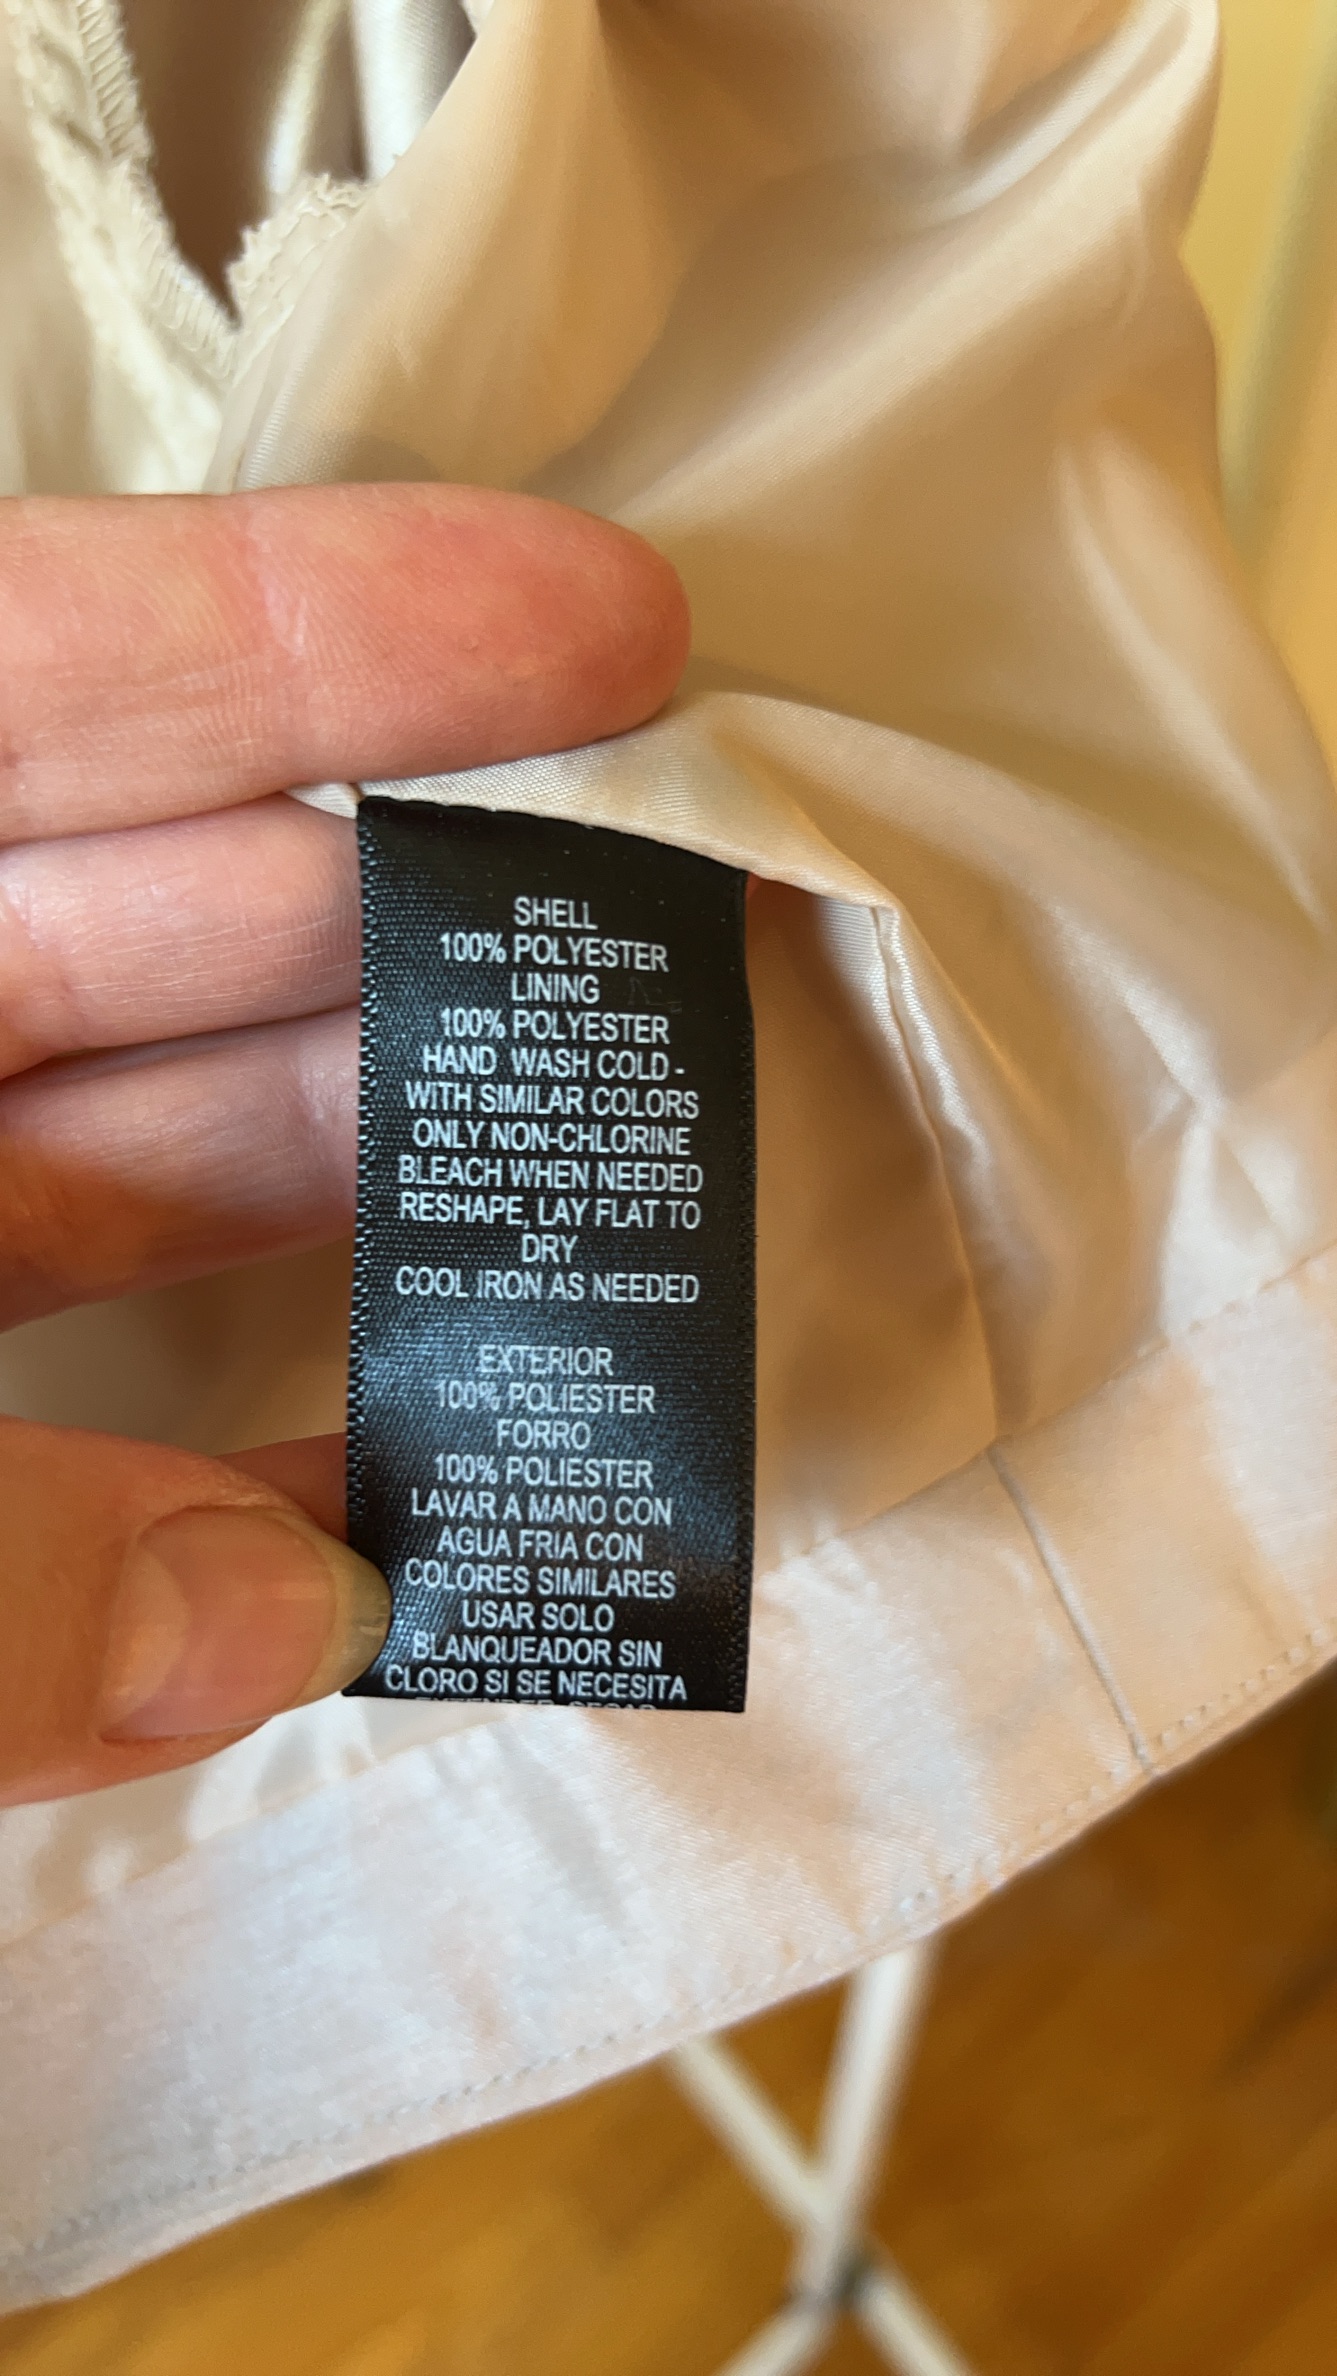 SHELL
100% POLYESTER
LINING
100% POLYESTER
HAND WASH COLD -
WITH SIMILAR COLORS
ONLY NON-CHLORINE
BLEACH WHEN NEEDED
RESHAPE, LAY FLAT TO
DRY
COOL IRON AS NEEDED
EXTERIOR
100% POLIESTER
FORRO
100% POLIESTER
LAVAR A MANO CON
AGUA FRIA CON
COLORES SIMILARES
USAR SOLO
BLANQUEADOR SIN
CLORO SI SE NECESITA